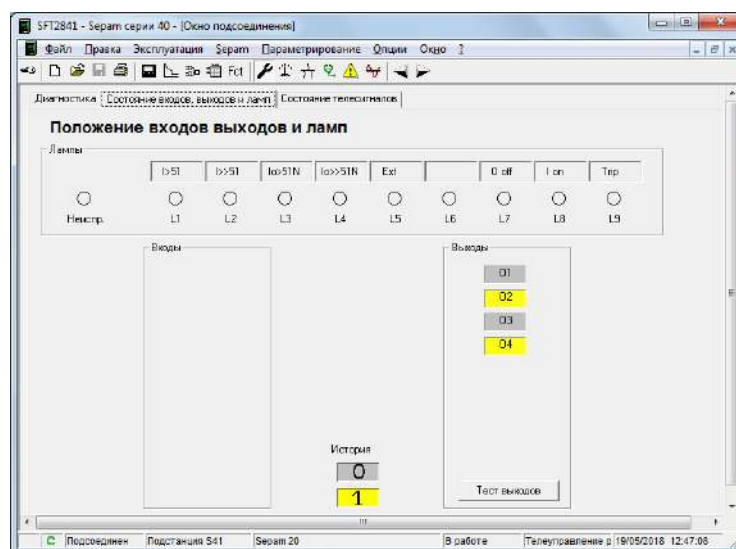 SFT2841 - Sepam серии 40 - [Окно подсоединения]
Файл Правка Эксплуатация Sepam Параметрирование Опции Окно ?
Fct
Диагностика Состояние входов, выходов и ламп Состояние телесигналов
Положение входов выходов и ламп
Лампы
I>51 I>>51 Io>51N Io>>51N Ext 0 off I on Trip
Неиспр. L1 L2 L3 L4 L5 L6 L7 L8 L9
Входы Выходы
O1
O2
O3
O4
История
0
1
Тест выходов
Подсоединен Подстанция S41 Sepam 20 В работе Телеуправление р 19/05/2018 12:47:08